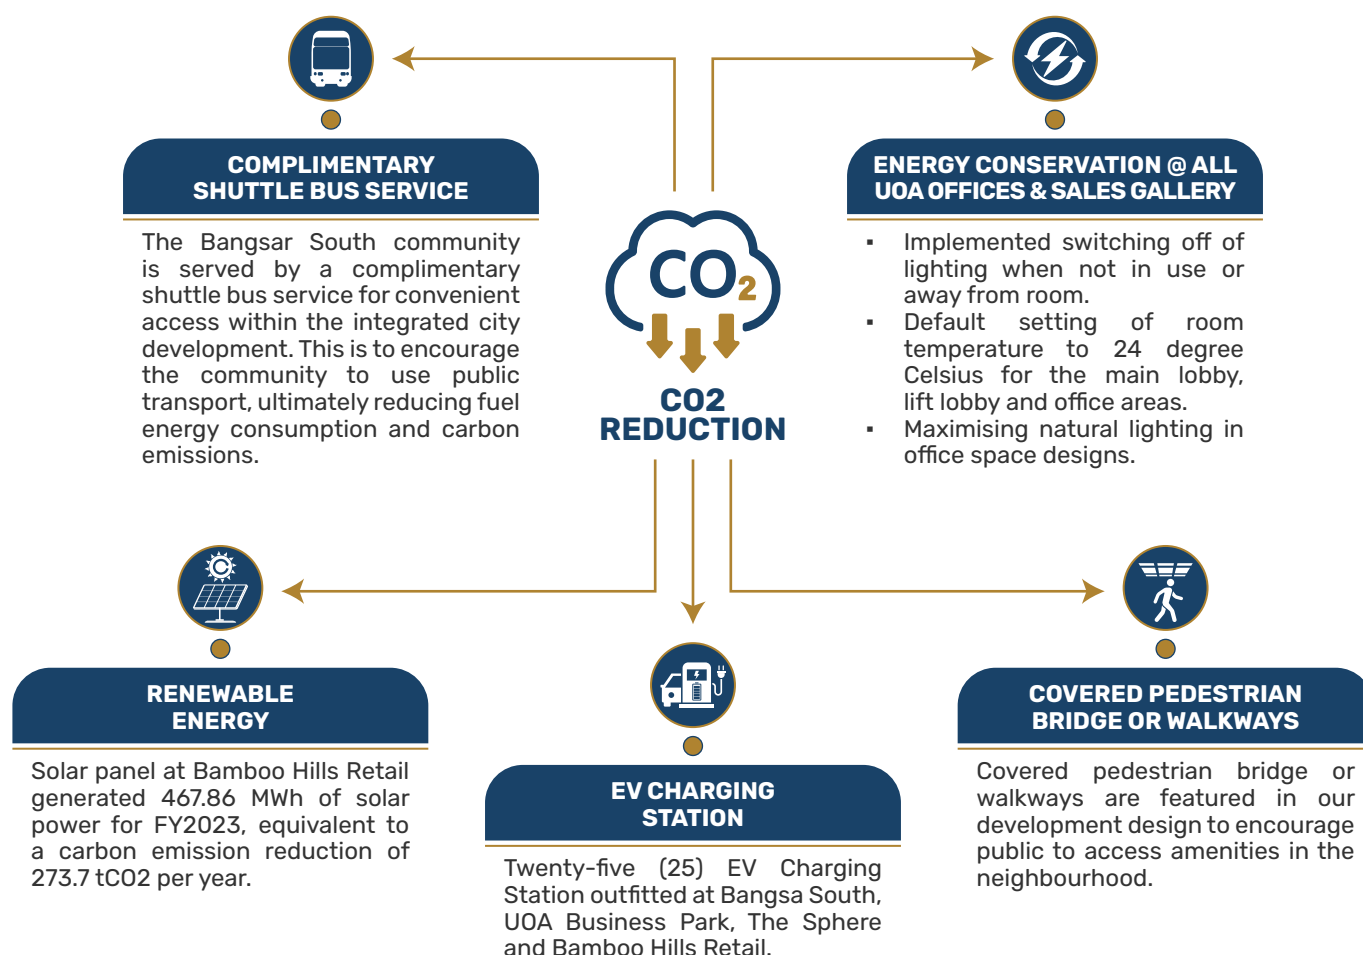 COMPLIMENTARY
SHUTTLE BUS SERVICE
The Bangsar South community
is served by a complimentary
shuttle bus service for convenient
access within the integrated city
development. This is to encourage
the community to use public
transport, ultimately reducing fuel
energy consumption and carbon
emissions.
ENERGY CONSERVATION @ ALL
UOA OFFICES & SALES GALLERY
▪ Implemented switching off of
lighting when not in use or
away from room.
▪ Default setting of room
temperature to 24 degree
Celsius for the main lobby,
lift lobby and office areas.
▪ Maximising natural lighting in
office space designs.
CO2
CO2
REDUCTION
RENEWABLE
ENERGY
Solar panel at Bamboo Hills Retail
generated 467.86 MWh of solar
power for FY2023, equivalent to
a carbon emission reduction of
273.7 tCO2 per year.
EV CHARGING
STATION
Twenty-five (25) EV Charging
Station outfitted at Bangsa South,
UOA Business Park, The Sphere
and Bamboo Hills Retail.
COVERED PEDESTRIAN
BRIDGE OR WALKWAYS
Covered pedestrian bridge or
walkways are featured in our
development design to encourage
public to access amenities in the
neighbourhood.